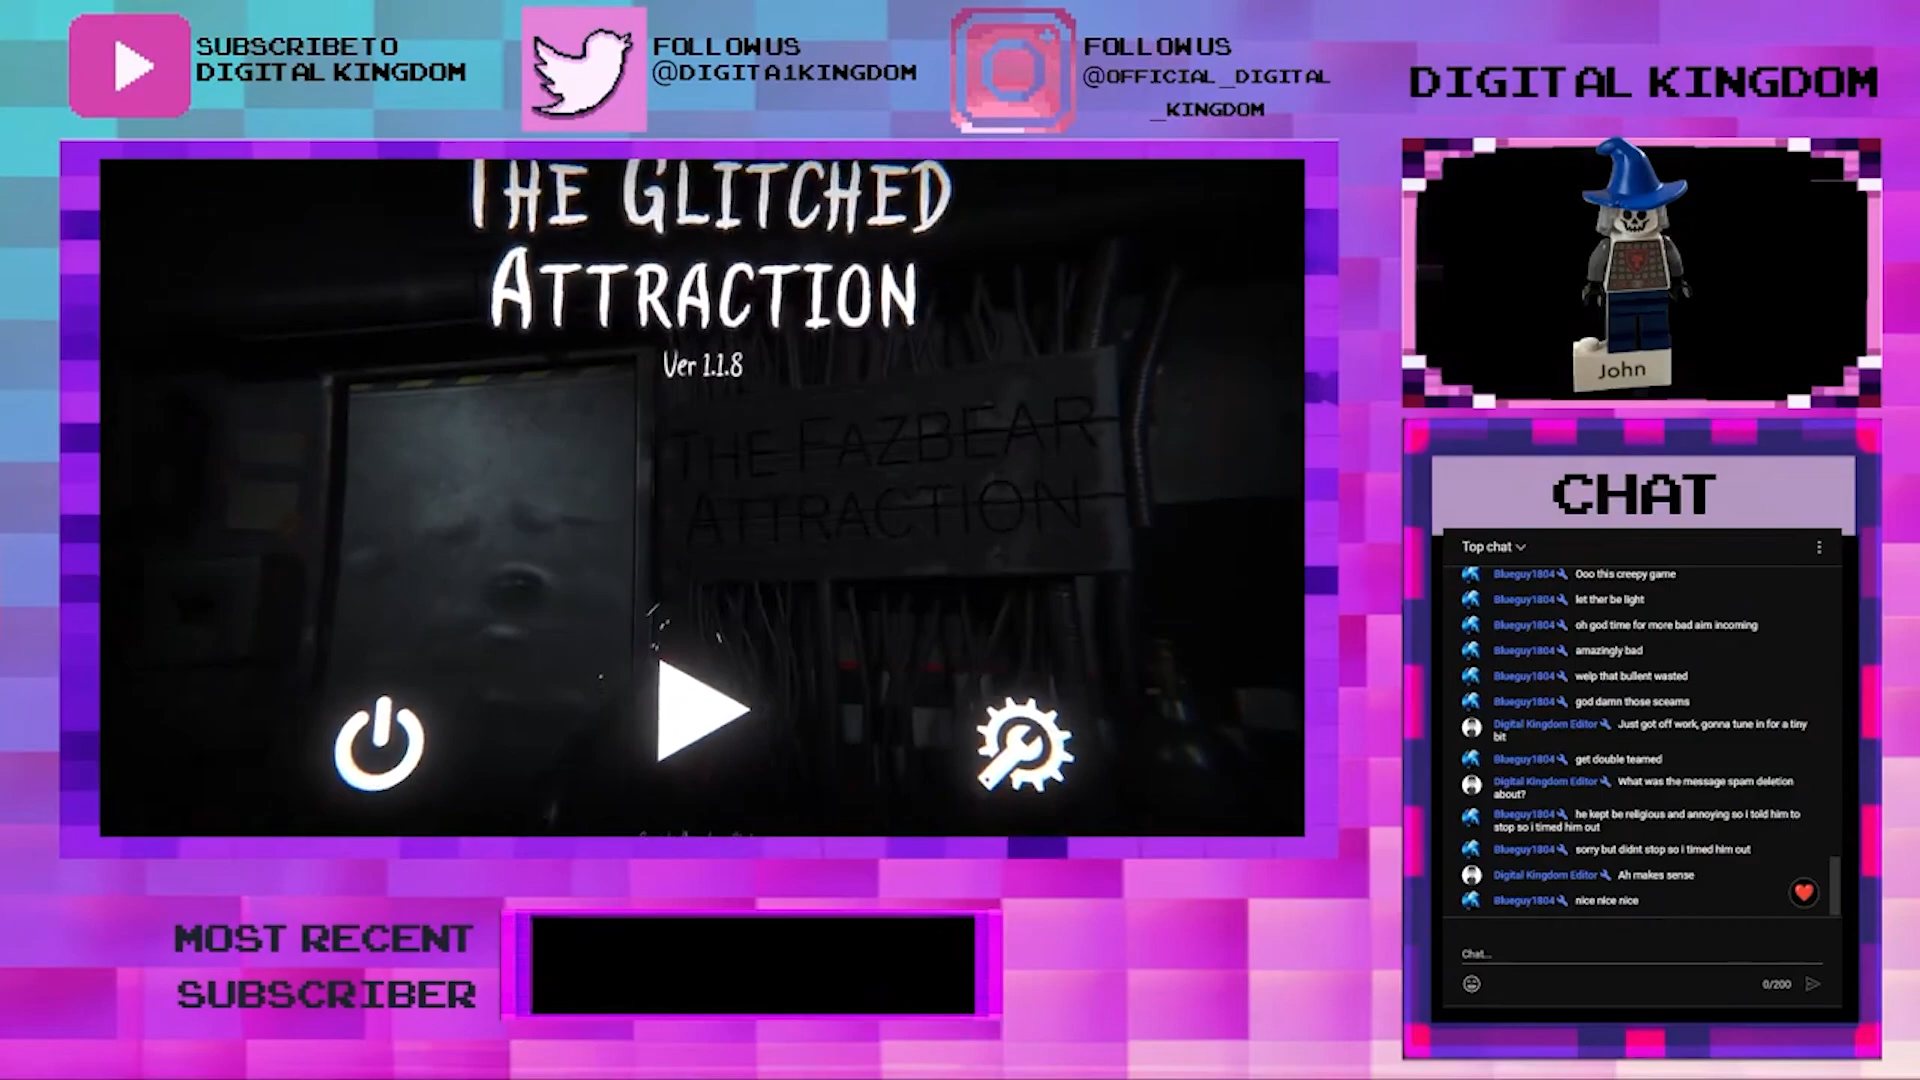 SUBSCRIBE TO
DIGITAL KINGDOM
FOLLOW US
@DIGITA1KINGDOM
FOLLOW US
@OFFICIAL_DIGITAL
_KINGDOM
DIGITAL KINGDOM
THE GLITCHED
ATTRACTION
Ver 1.1.8
THE FAZBEAR
ATTRACTION
John
CHAT
Top chat
Blueguy1804 Ooo this creepy game
Blueguy1804 let ther be light
Blueguy1804 oh god time for more bad aim incoming
Blueguy1804 amazingly bad
Blueguy1804 welp that bullent wasted
Blueguy1804 god damn those sceams
Digital Kingdom Editor Just got off work, gonna tune in for a tiny
bit
Blueguy1804 get double teamed
Digital Kingdom Editor What was the message spam deletion
about?
Blueguy1804 he kept be religious and annoying so i told him to
stop so i timed him out
Blueguy1804 sorry but didnt stop so i timed him out
Digital Kingdom Editor Ah makes sense
Blueguy1804 nice nice nice
Chat...
0/200
MOST RECENT
SUBSCRIBER